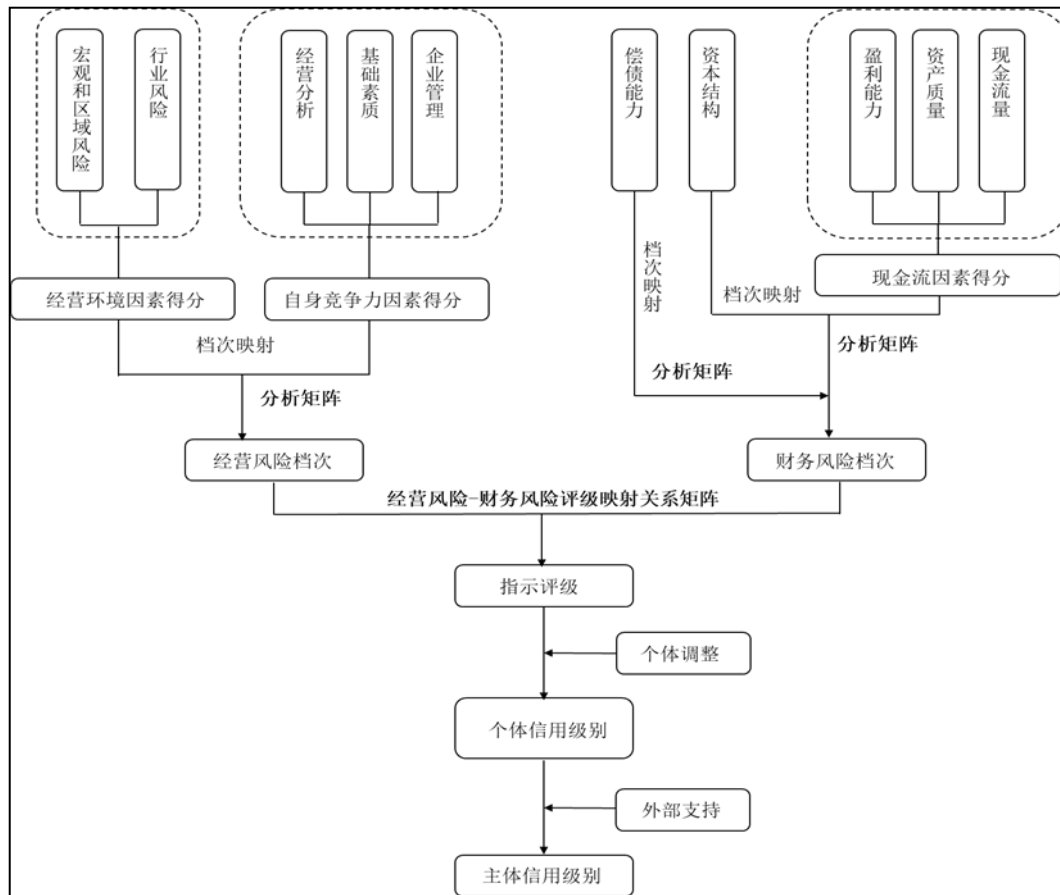 宏观和区域风险
行业风险
经营分析
基础素质
企业管理
偿债能力
资本结构
盈利能力
资产质量
现金流量
经营环境因素得分
自身竞争力因素得分
档次映射
档次映射
现金流因素得分
档次映射
分析矩阵
分析矩阵
分析矩阵
经营风险档次
财务风险档次
经营风险-财务风险评级映射关系矩阵
指示评级
个体调整
个体信用级别
外部支持
主体信用级别